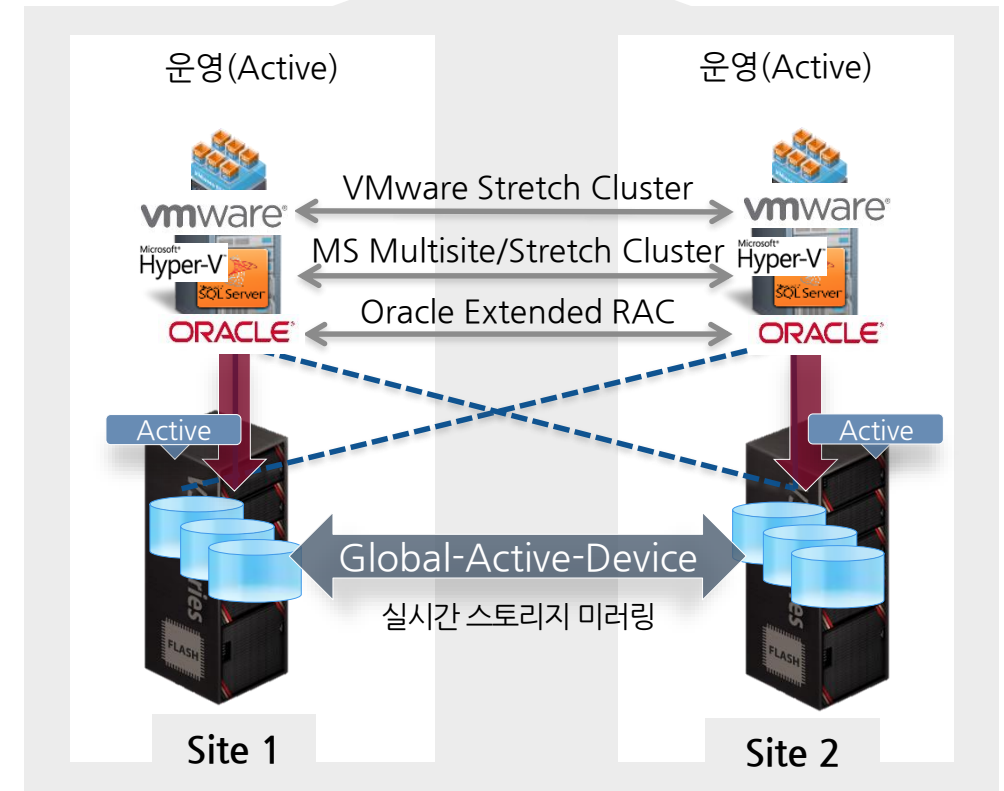 운영(Active)
운영(Active)
vmware®
VMware Stretch Cluster
vmware®
Microsoft®
Hyper-V
MS Multisite/Stretch Cluster
Microsoft®
Hyper-V
SQL Server
SQL Server
ORACLE®
Oracle Extended RAC
ORACLE®
Active
Active
Global-Active-Device
실시간 스토리지 미러링
FLASH
FLASH
Site 1
Site 2